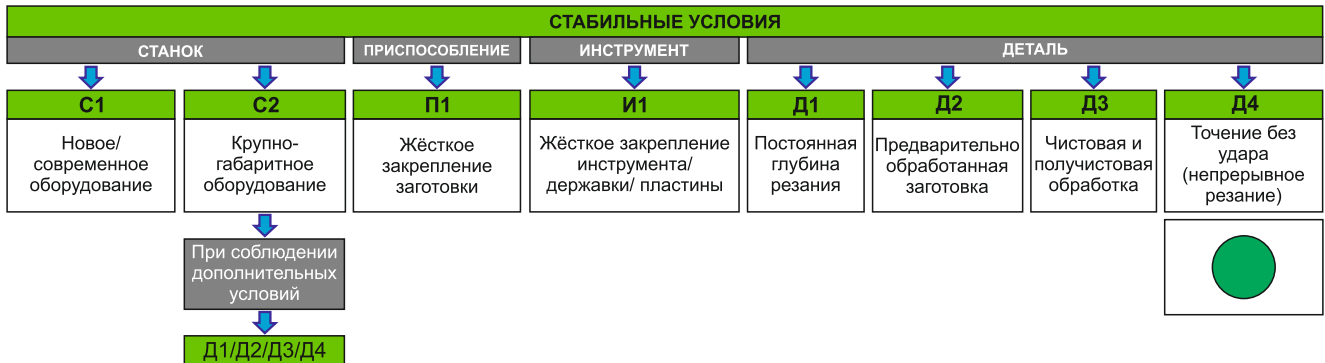 СТАБИЛЬНЫЕ УСЛОВИЯ
СТАНОК
ПРИСПОСОБЛЕНИЕ
ИНСТРУМЕНТ
ДЕТАЛЬ
С1
Новое/
современное
оборудование
С2
Крупно-
габаритное
оборудование
П1
Жёсткое
закрепление
заготовки
И1
Жёсткое закрепление
инструмента/
державки/ пластины
Д1
Постоянная
глубина
резания
Д2
Предварительно
обработанная
заготовка
Д3
Чистовая и
получистовая
обработка
Д4
Точение без
удара
(непрерывное
резание)
При соблюдении
дополнительных
условий
Д1/Д2/Д3/Д4